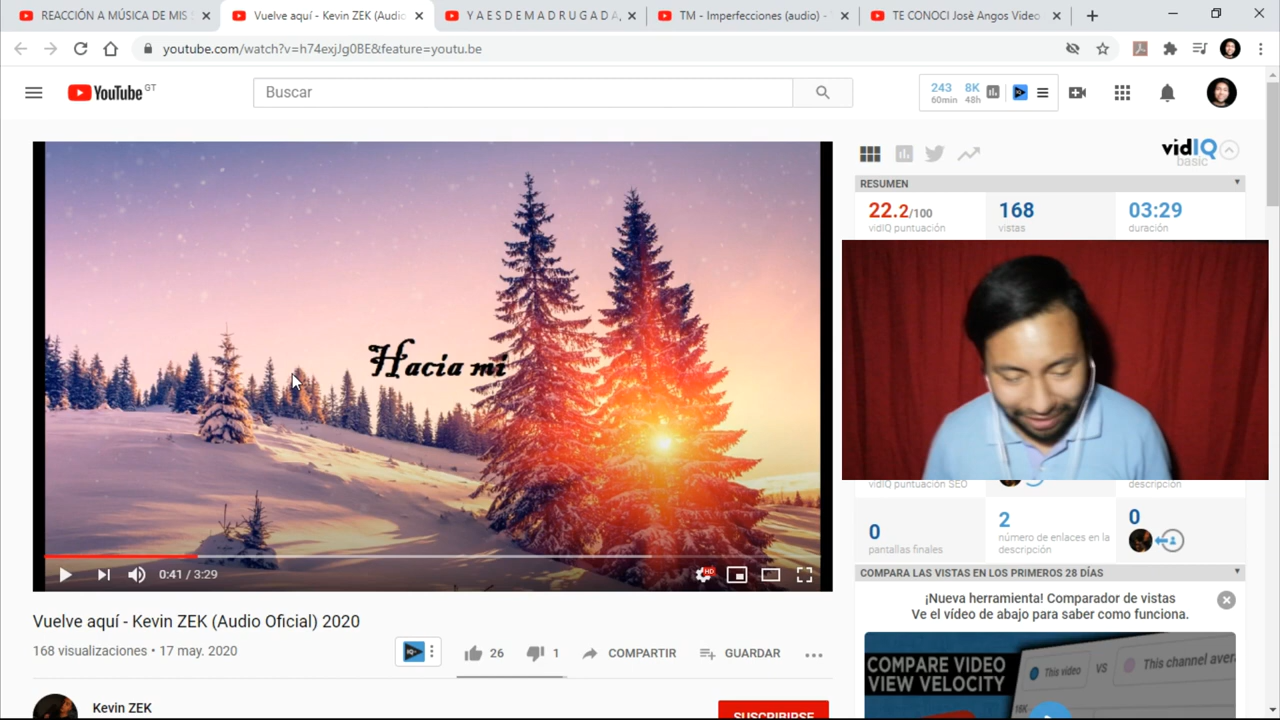 REACCIÓN A MÚSICA DE MIS
Vuelve aquí - Kevin ZEK (Audio
Y A E S D E M A D R U G A D A,
TM - Imperfecciones (audio) -
TE CONOCI Josè Angos Video
youtube.com/watch?v=h74exjJg0BE&feature=youtu.be
YouTube GT
Buscar
243 8K
60min 48h
vidIQ
basic
RESUMEN
22.2/100 168 03:29
vidIQ puntuación vistas duración
Hacia mi
vidIQ puntuación SEO descripción
0 2 0
pantallas finales número de enlaces en la descripción
0:41 / 3:29
HD
COMPARA LAS VISTAS EN LOS PRIMEROS 28 DÍAS
¡Nueva herramienta! Comparador de vistas
Ve el vídeo de abajo para saber como funciona.
Vuelve aquí - Kevin ZEK (Audio Oficial) 2020
168 visualizaciones • 17 may. 2020
26 1 COMPARTIR GUARDAR
COMPARE VIDEO
VIEW VELOCITY
This video VS This channel avera
Kevin ZEK
SUSCRIBIRSE